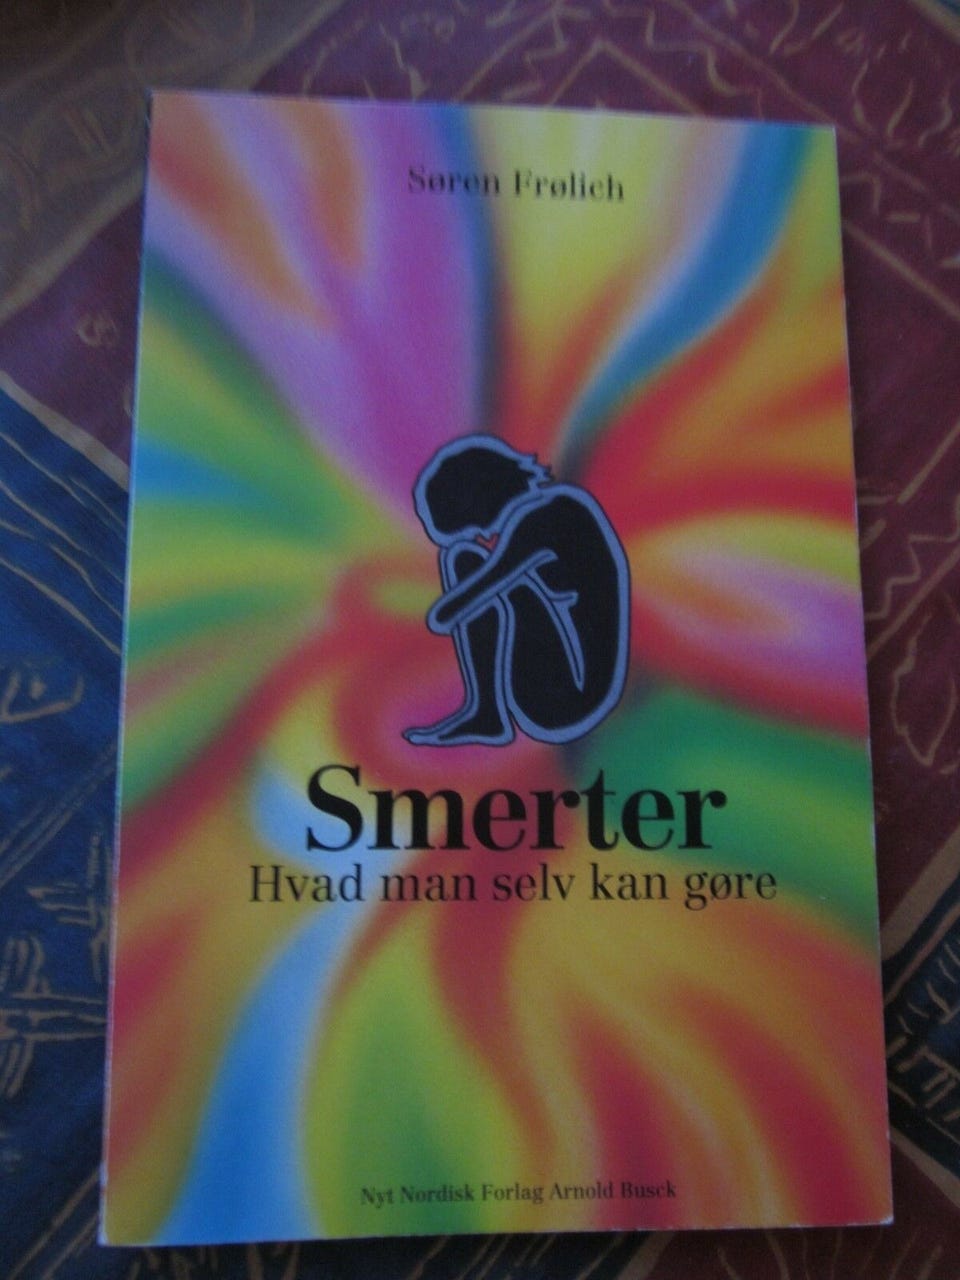 Søren Frølich
Smerter
Hvad man selv kan gøre
Nyt Nordisk Forlag Arnold Busck